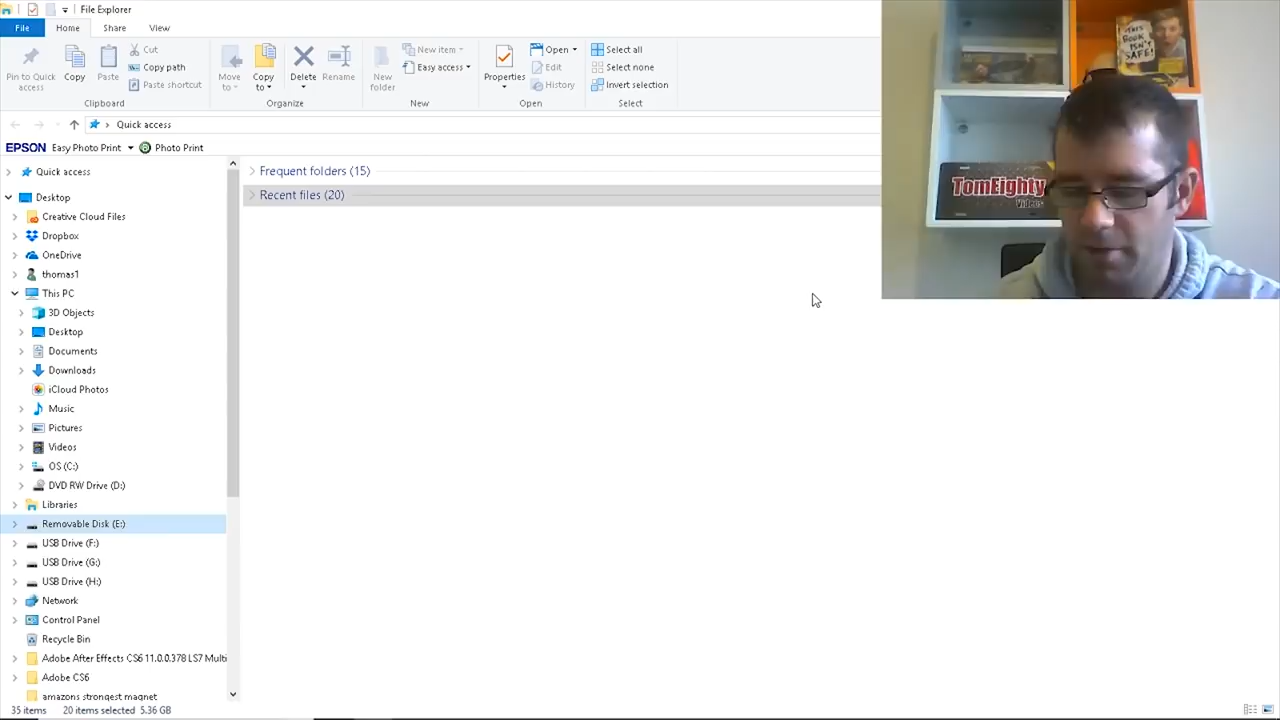 File Explorer
File Home Share View
Pin to Quick access
Copy
Paste
Cut
Copy path
Paste shortcut
Clipboard
Move to
Copy to
Delete
Rename
Organize
New folder
New item
Easy access
New
Properties
Open
Edit
History
Open
Select all
Select none
Invert selection
Select
Quick access
EPSON Easy Photo Print Photo Print
Quick access
Desktop
Creative Cloud Files
Dropbox
OneDrive
thomas1
This PC
3D Objects
Desktop
Documents
Downloads
iCloud Photos
Music
Pictures
Videos
OS (C:)
DVD RW Drive (D:)
Libraries
Removable Disk (E:)
USB Drive (F:)
USB Drive (G:)
USB Drive (H:)
Network
Control Panel
Recycle Bin
Adobe After Effects CS6 11.0.0.378 LS7 Multi
Adobe CS6
amazons strongest magnet
Frequent folders (15)
Recent files (20)
35 items 20 items selected 5.36 GB
THIS
BOOK
ISN'T
SAFE!
TomEighty
Videos